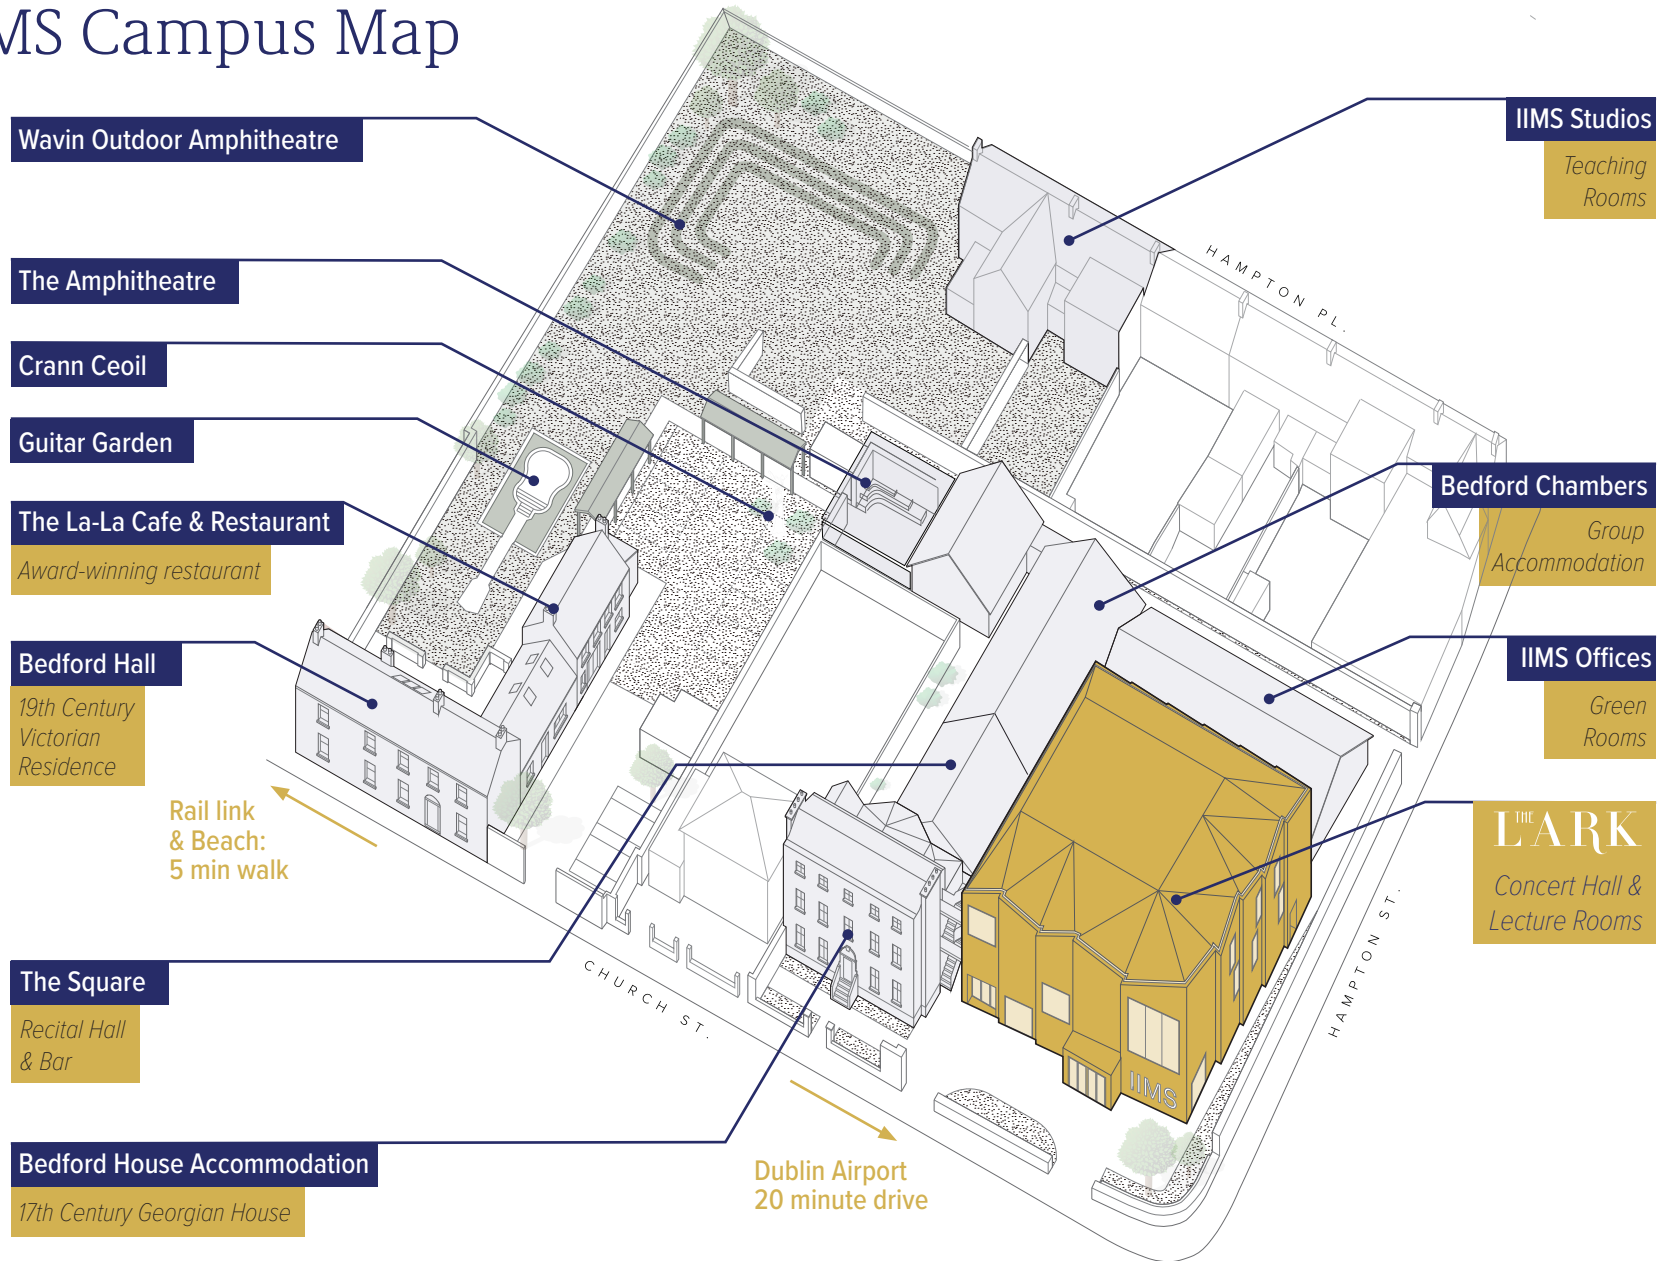 MS Campus Map
Wavin Outdoor Amphitheatre
The Amphitheatre
Crann Ceoil
Guitar Garden
The La-La Cafe & Restaurant
Award-winning restaurant
Bedford Hall
19th Century
Victorian
Residence
Rail link
& Beach:
5 min walk
The Square
Recital Hall
& Bar
Bedford House Accommodation
17th Century Georgian House
CHURCH ST.
Dublin Airport
20 minute drive
IIMS
HAMPTON PL.
HAMPTON ST.
IIMS Studios
Teaching
Rooms
Bedford Chambers
Group
Accommodation
IIMS Offices
Green
Rooms
THE L'ARK
Concert Hall &
Lecture Rooms